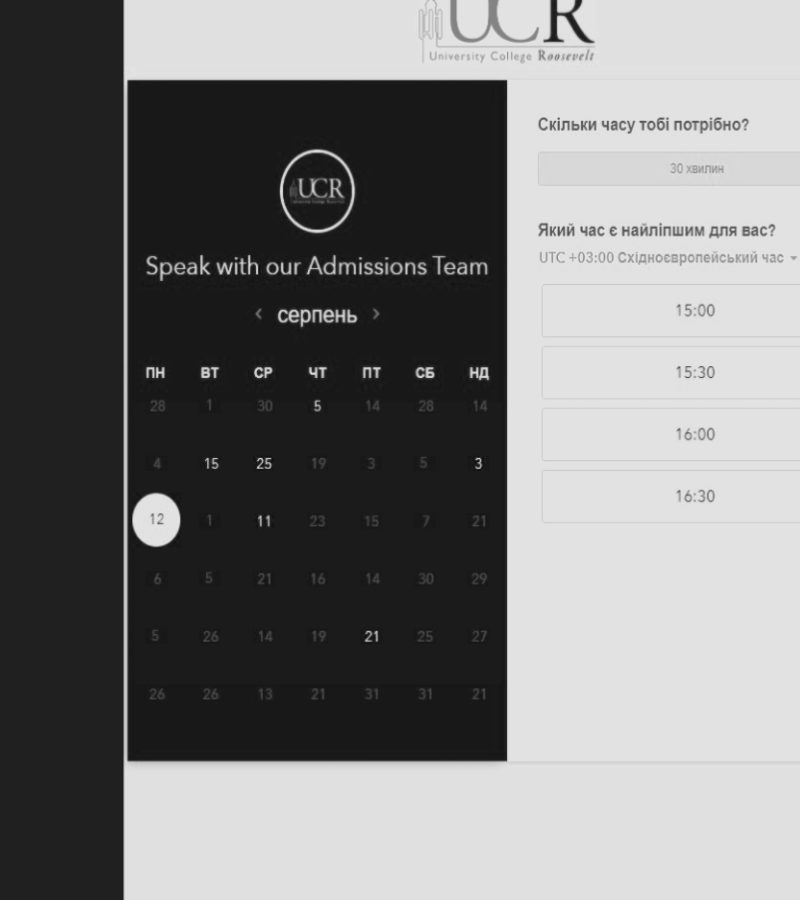 UCR
University College Roosevelt
UCR
Speak with our Admissions Team
серпень
ПН ВТ СР ЧТ ПТ СБ НД
28 1 30 5 14 28 14
4 15 25 19 3 5 3
12 1 11 23 15 7 21
6 5 21 16 14 30 29
5 26 14 19 21 25 27
26 26 13 21 31 31 21
Скільки часу тобі потрібно?
30 хвилин
Який час є найліпшим для вас?
UTC +03:00 Східноєвропейський час
15:00
15:30
16:00
16:30